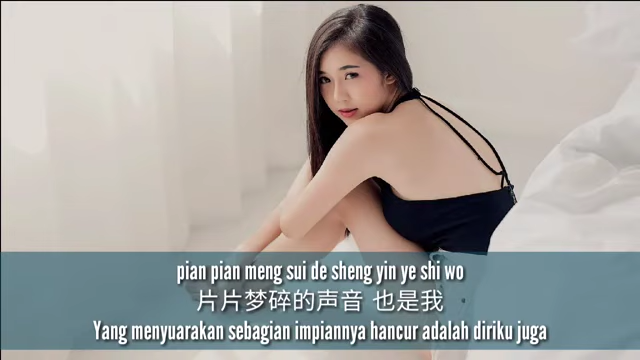 pian pian meng sui de sheng yin ye shi wo
片片梦碎的声音 也是我
Yang menyuarakan sebagian impiannya hancur adalah diriku juga